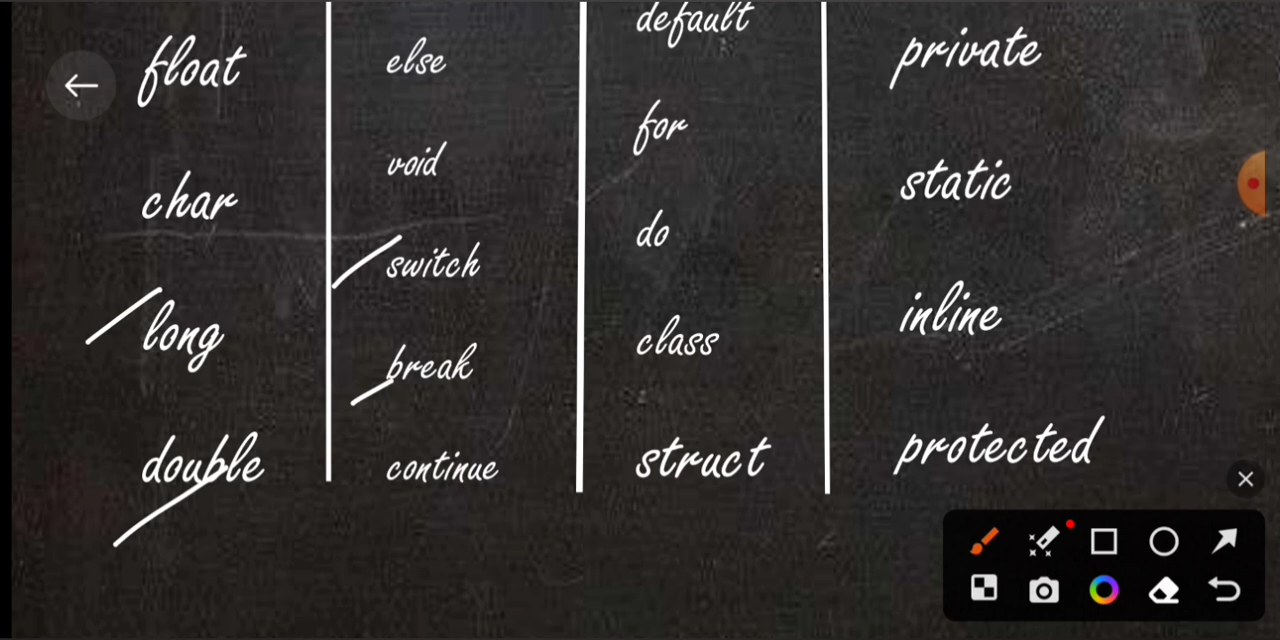 float
char
long
double
else
void
switch
break
continue
default
for
do
class
struct
private
static
inline
protected